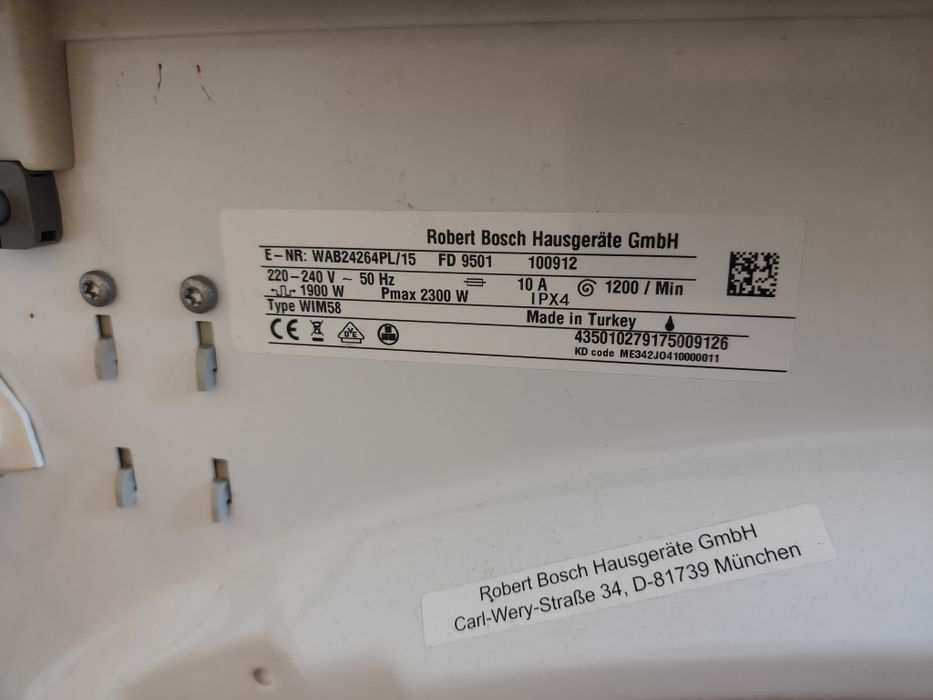 Robert Bosch Hausgeräte GmbH
E-NR: WAB24264PL/15 FD 9501 100912
220-240 V ~ 50 Hz 10 A 1200 / Min
1900 W Pmax 2300 W IPX4
Type WIM58 Made in Turkey
435010279175009126
KD code ME342JO410000011
CE VDE
Robert Bosch Hausgeräte GmbH
Carl-Wery-Straße 34, D-81739 München